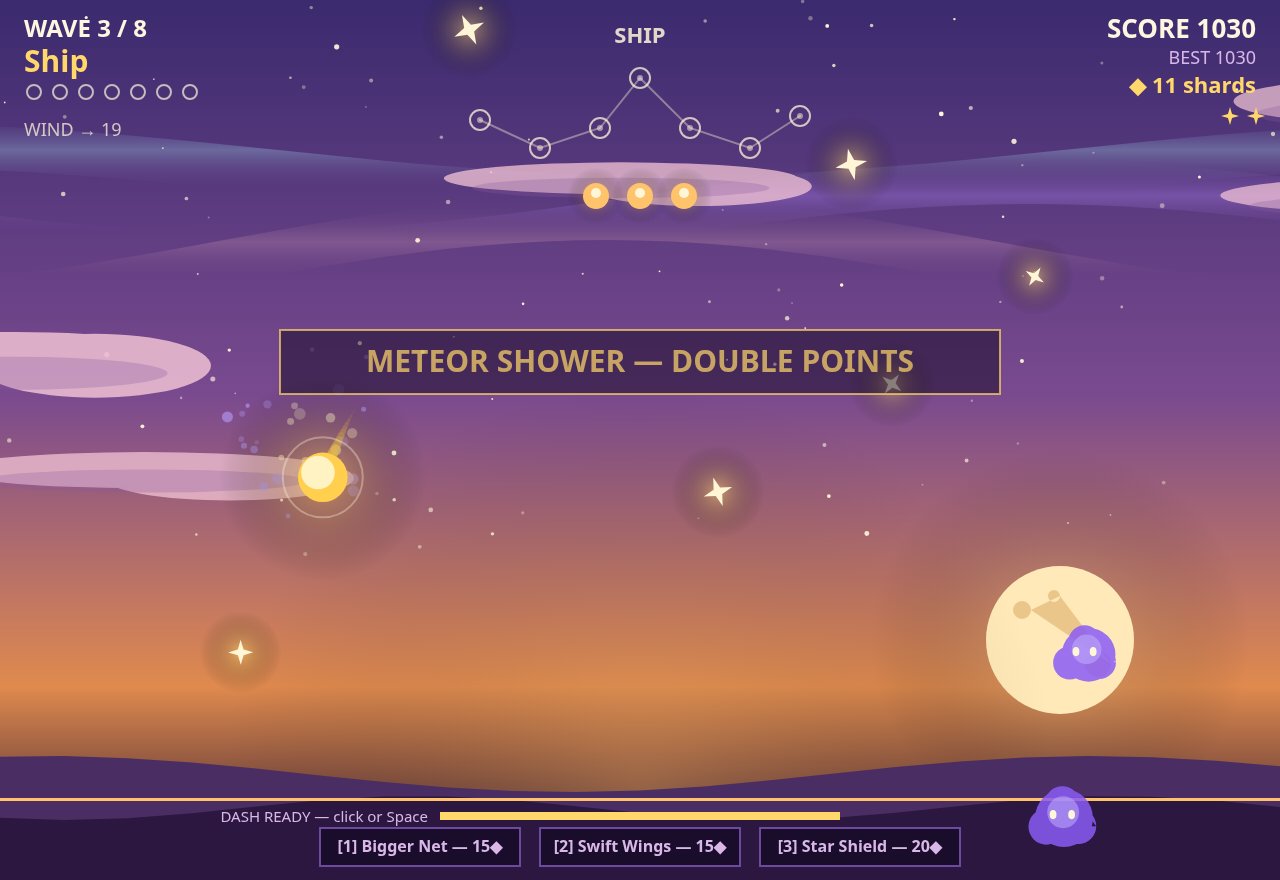 WAVE 3 / 8
Ship
WIND → 19
SHIP
SCORE 1030
BEST 1030
◆ 11 shards
METEOR SHOWER — DOUBLE POINTS
DASH READY — click or Space
[1] Bigger Net — 15◆
[2] Swift Wings — 15◆
[3] Star Shield — 20◆